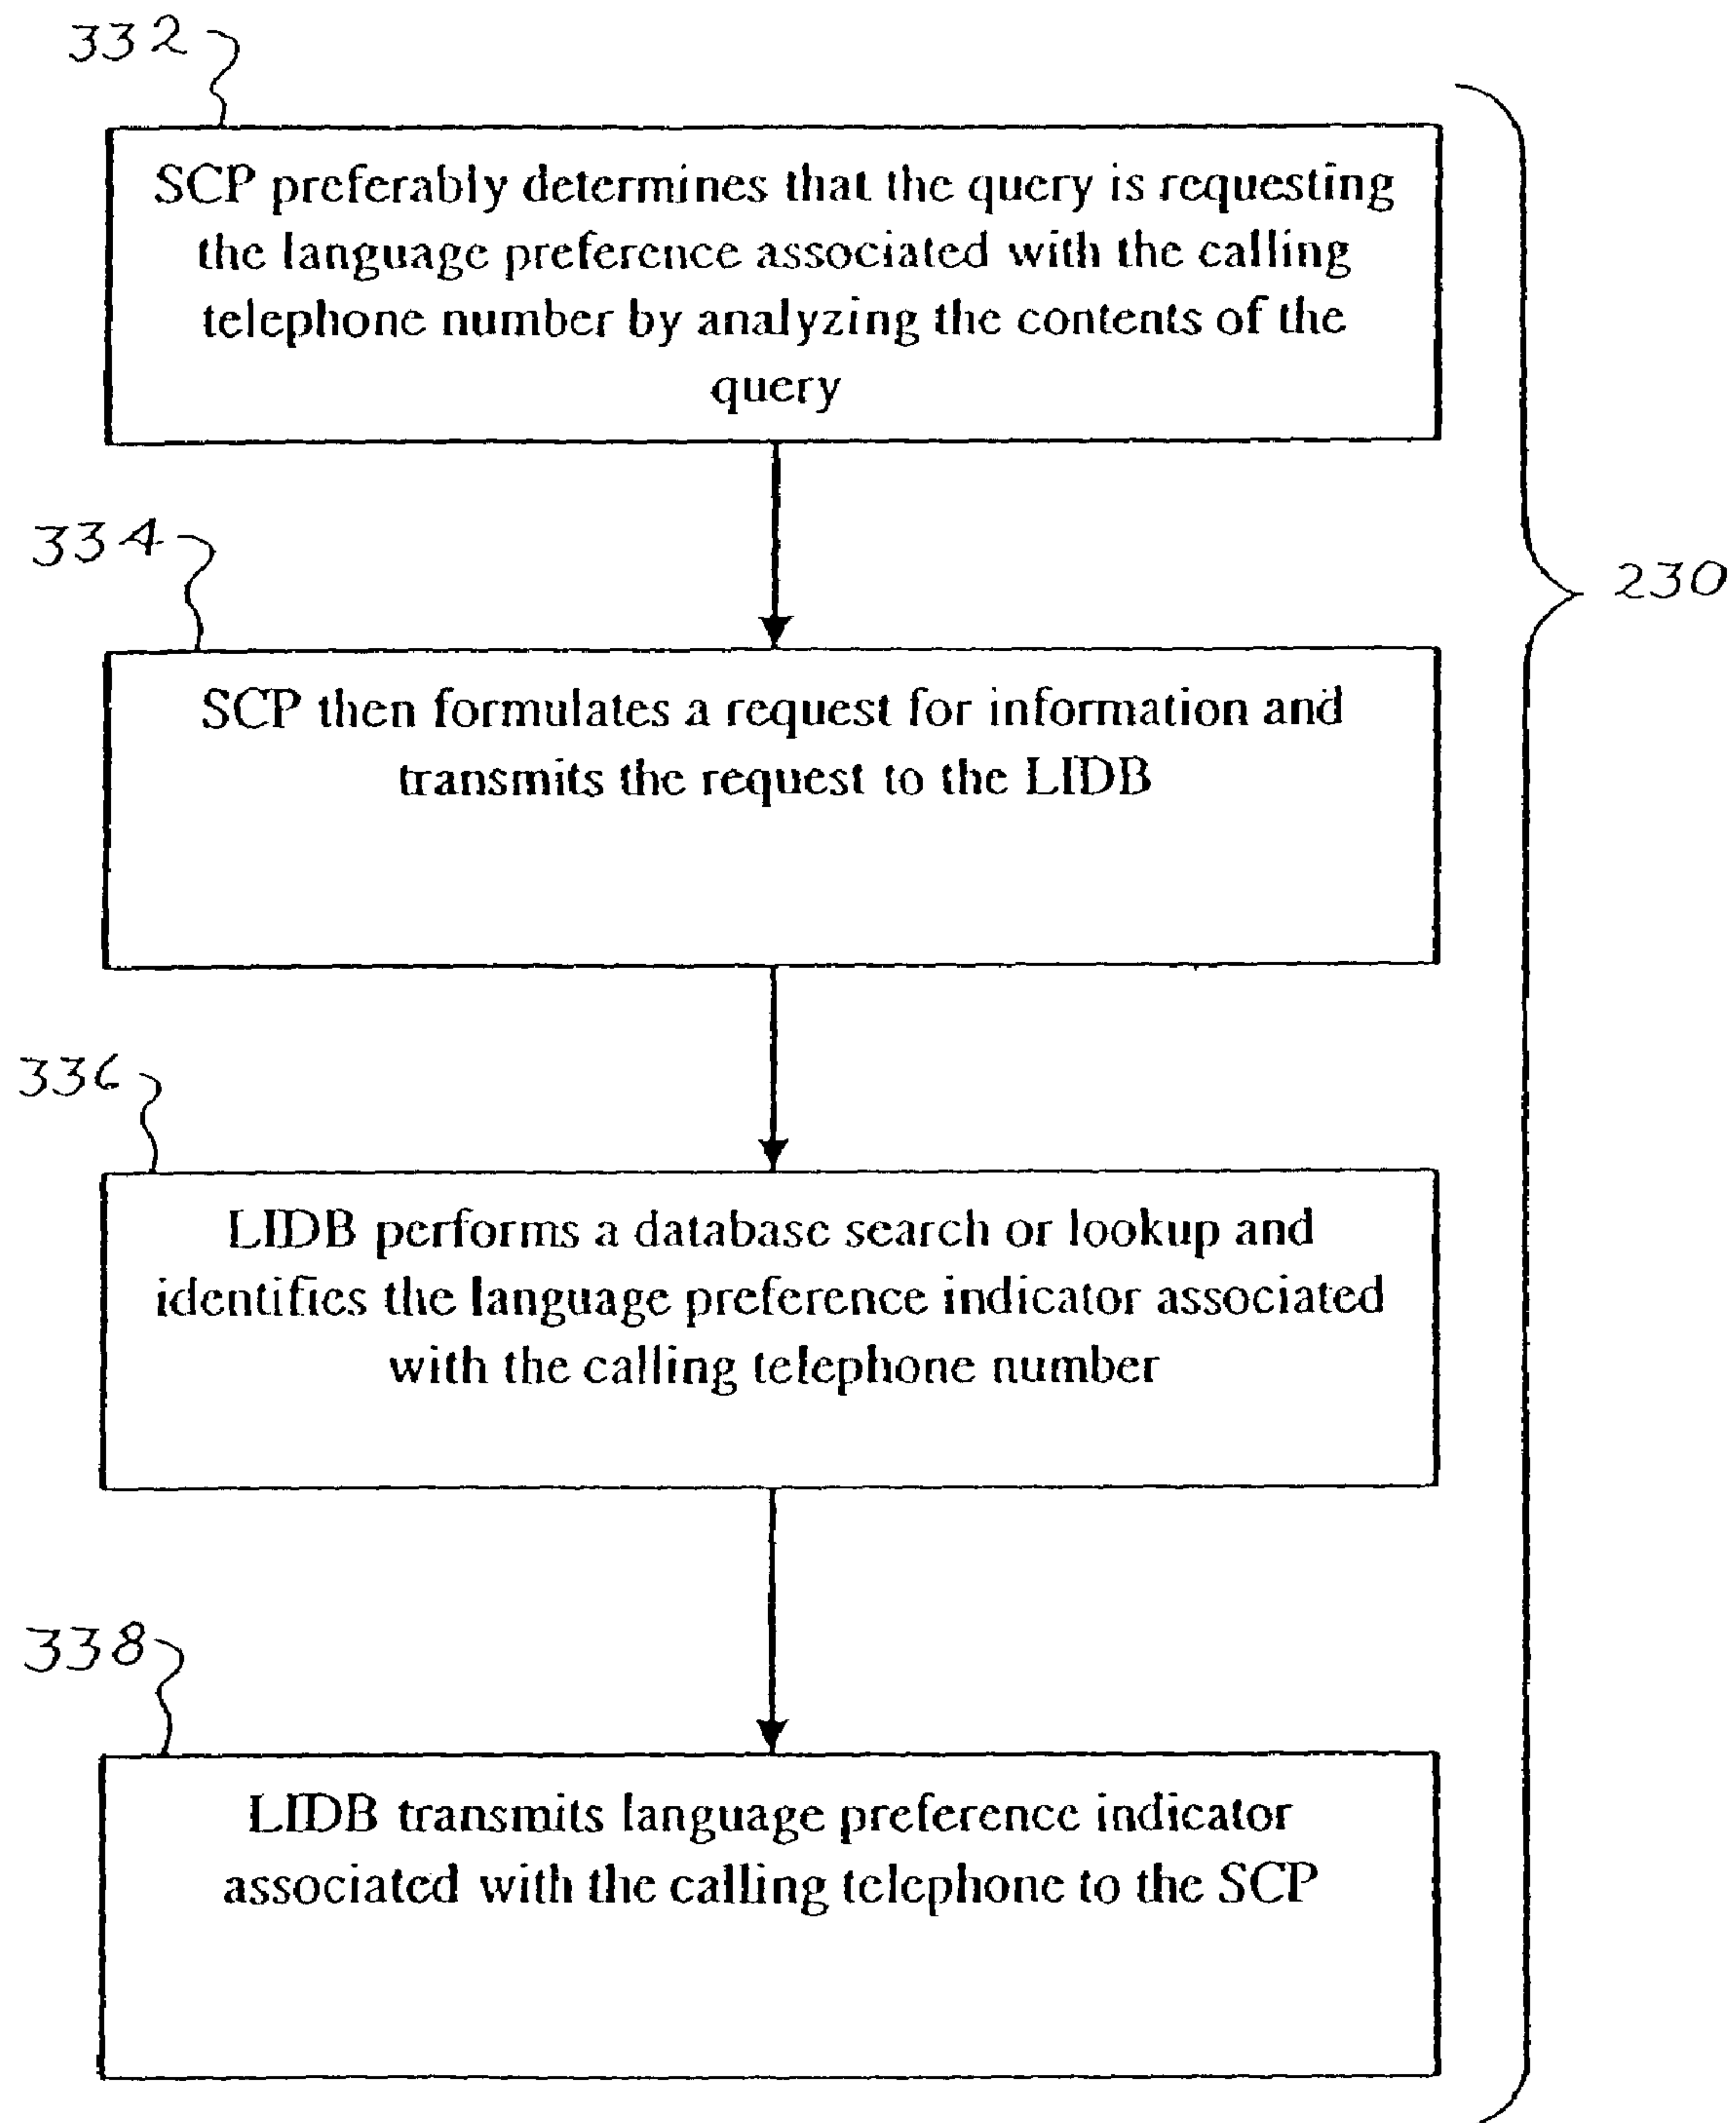 332
SCP preferably determines that the query is requesting
the language preference associated with the calling
telephone number by analyzing the contents of the
query
334
230
SCP then formulates a request for information and
transmits the request to the LIDB
336
LIDB performs a database search or lookup and
identifies the language preference indicator associated
with the calling telephone number
338
LIDB transmits language preference indicator
associated with the calling telephone to the SCP